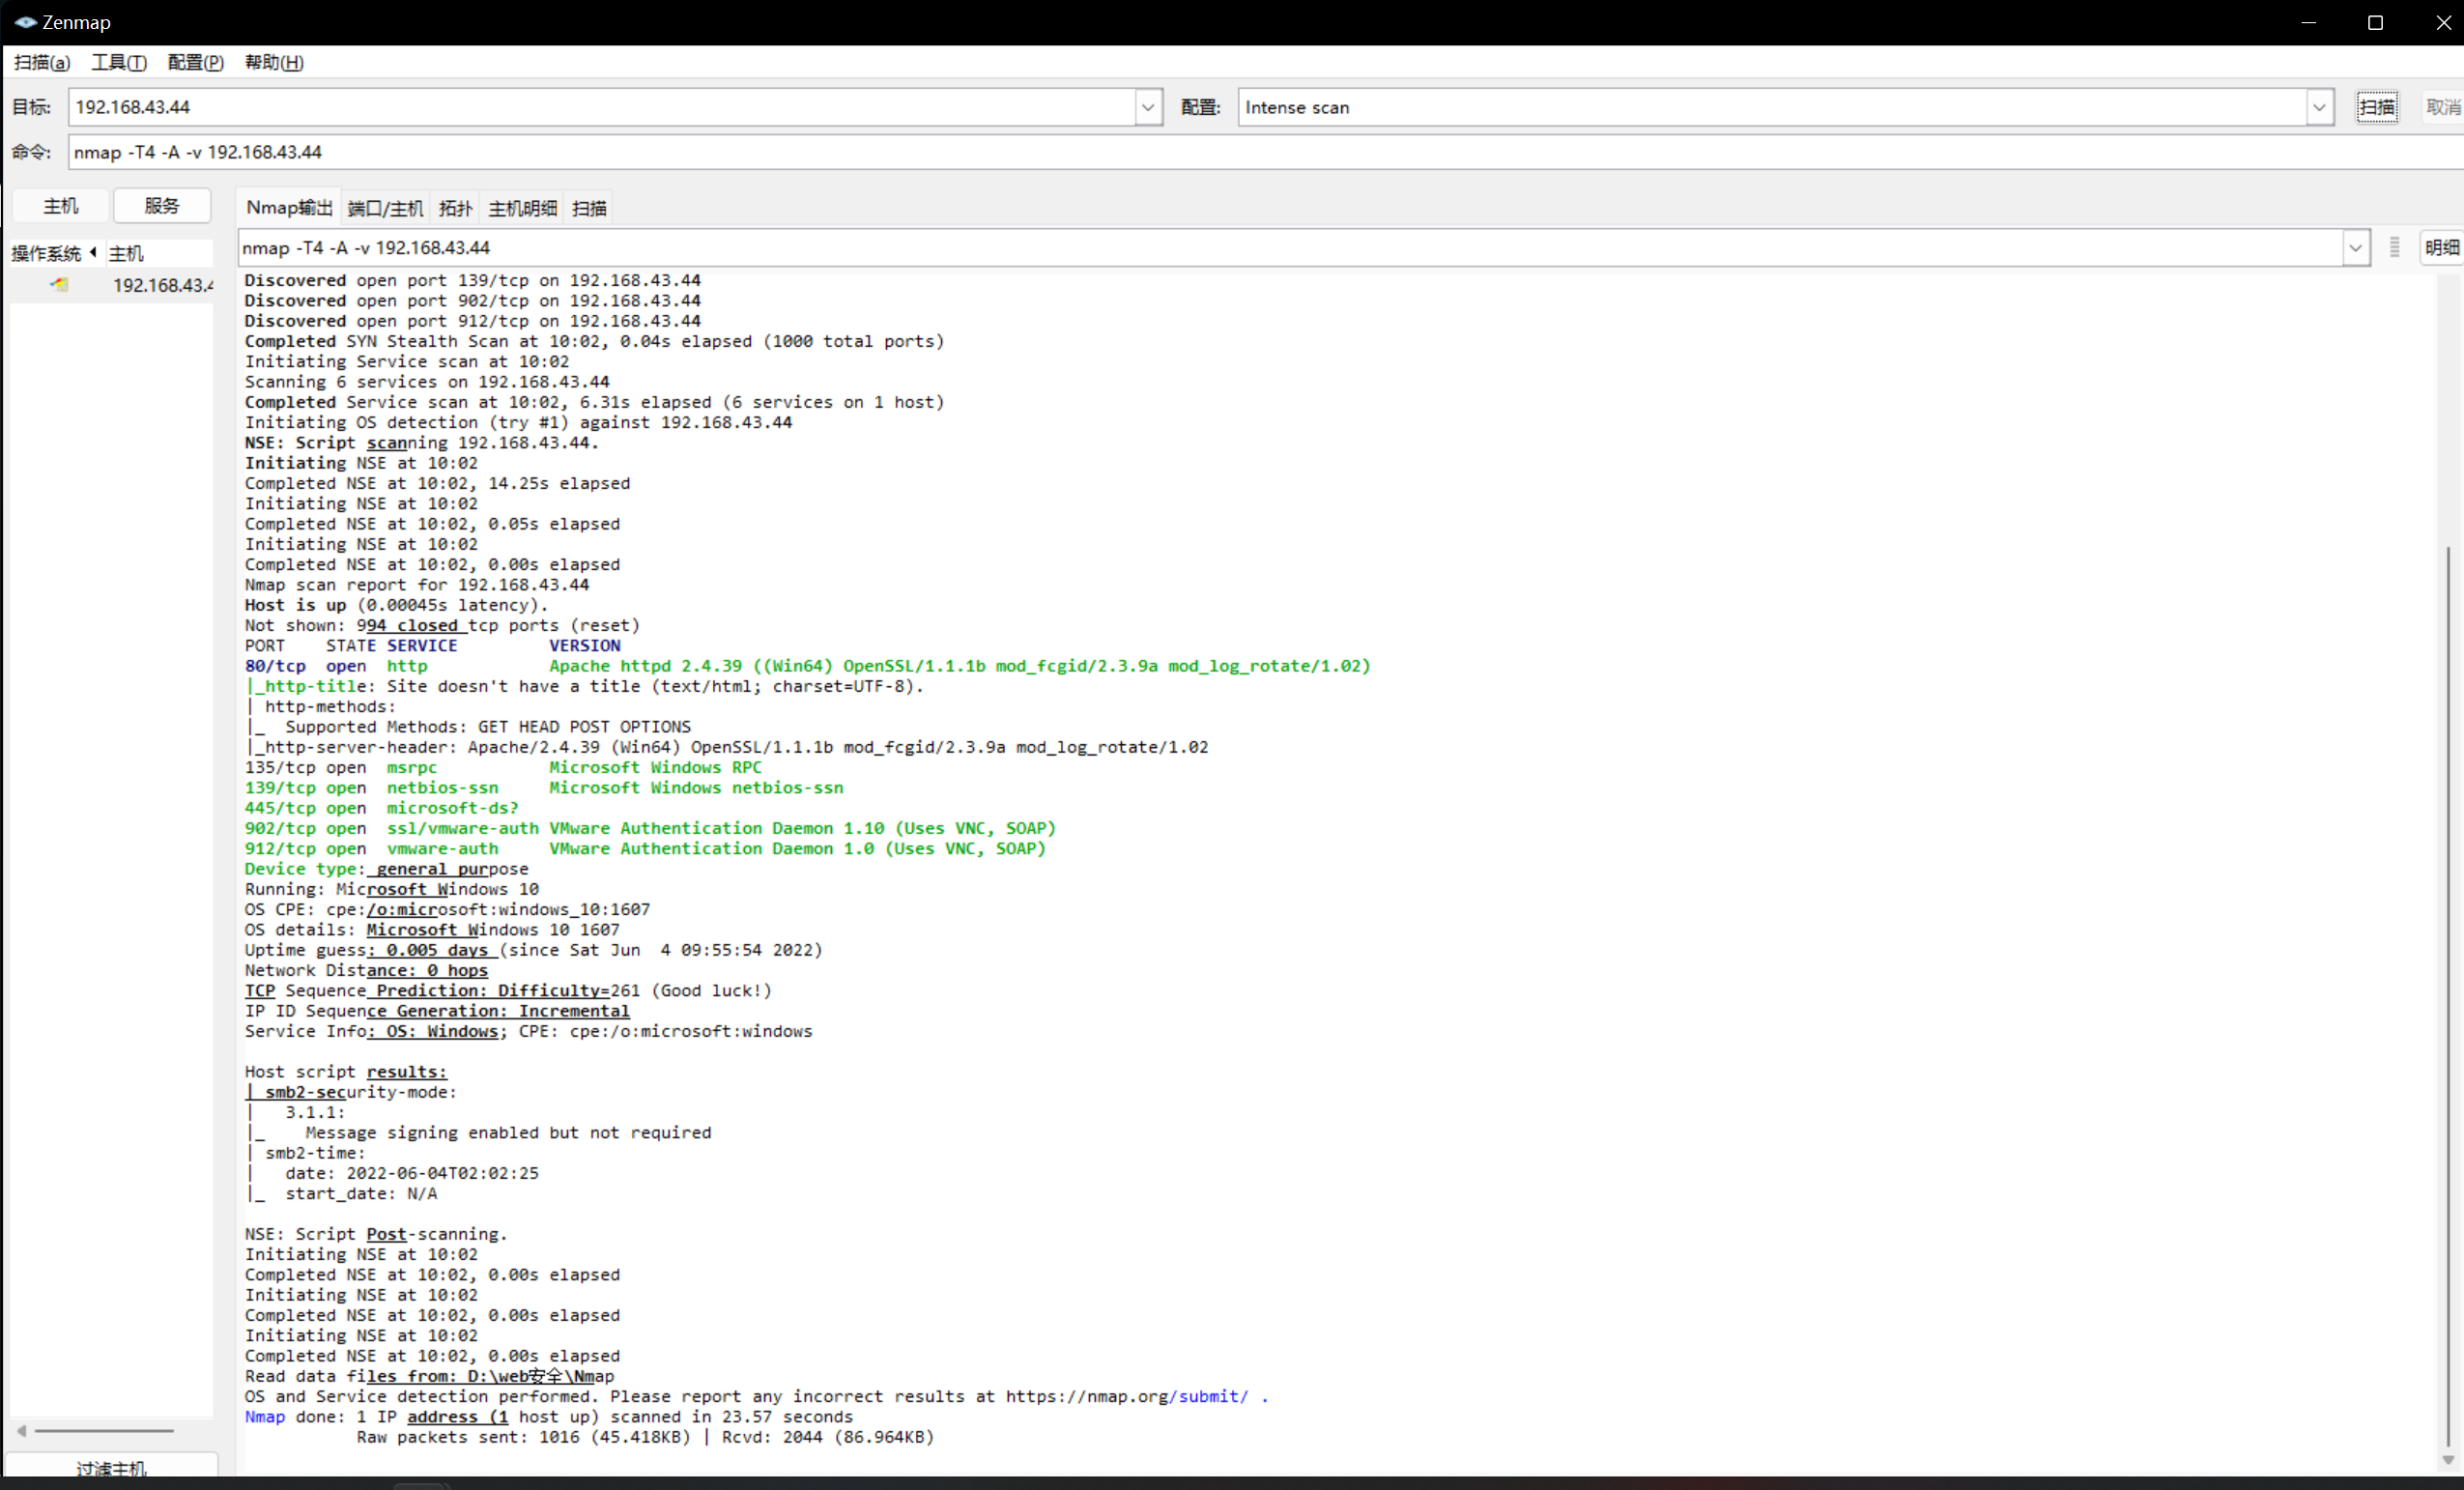 Zenmap
扫描(a) 工具(T) 配置(P) 帮助(H)
目标: 192.168.43.44 配置: Intense scan 扫描 取消
命令: nmap -T4 -A -v 192.168.43.44
主机 服务 Nmap输出 端口/主机 拓扑 主机明细 扫描
操作系统 主机 nmap -T4 -A -v 192.168.43.44 明细
192.168.43.4
Discovered open port 139/tcp on 192.168.43.44
Discovered open port 902/tcp on 192.168.43.44
Discovered open port 912/tcp on 192.168.43.44
Completed SYN Stealth Scan at 10:02, 0.04s elapsed (1000 total ports)
Initiating Service scan at 10:02
Scanning 6 services on 192.168.43.44
Completed Service scan at 10:02, 6.31s elapsed (6 services on 1 host)
Initiating OS detection (try #1) against 192.168.43.44
NSE: Script scanning 192.168.43.44.
Initiating NSE at 10:02
Completed NSE at 10:02, 14.25s elapsed
Initiating NSE at 10:02
Completed NSE at 10:02, 0.05s elapsed
Initiating NSE at 10:02
Completed NSE at 10:02, 0.00s elapsed
Nmap scan report for 192.168.43.44
Host is up (0.00045s latency).
Not shown: 994 closed tcp ports (reset)
PORT    STATE SERVICE         VERSION
80/tcp  open  http            Apache httpd 2.4.39 ((Win64) OpenSSL/1.1.1b mod_fcgid/2.3.9a mod_log_rotate/1.02)
|_http-title: Site doesn't have a title (text/html; charset=UTF-8).
| http-methods:
|_  Supported Methods: GET HEAD POST OPTIONS
|_http-server-header: Apache/2.4.39 (Win64) OpenSSL/1.1.1b mod_fcgid/2.3.9a mod_log_rotate/1.02
135/tcp open  msrpc           Microsoft Windows RPC
139/tcp open  netbios-ssn     Microsoft Windows netbios-ssn
445/tcp open  microsoft-ds?
902/tcp open  ssl/vmware-auth VMware Authentication Daemon 1.10 (Uses VNC, SOAP)
912/tcp open  vmware-auth     VMware Authentication Daemon 1.0 (Uses VNC, SOAP)
Device type: general purpose
Running: Microsoft Windows 10
OS CPE: cpe:/o:microsoft:windows_10:1607
OS details: Microsoft Windows 10 1607
Uptime guess: 0.005 days (since Sat Jun  4 09:55:54 2022)
Network Distance: 0 hops
TCP Sequence Prediction: Difficulty=261 (Good luck!)
IP ID Sequence Generation: Incremental
Service Info: OS: Windows; CPE: cpe:/o:microsoft:windows
Host script results:
| smb2-security-mode:
|   3.1.1:
|_    Message signing enabled but not required
| smb2-time:
|   date: 2022-06-04T02:02:25
|_  start_date: N/A
NSE: Script Post-scanning.
Initiating NSE at 10:02
Completed NSE at 10:02, 0.00s elapsed
Initiating NSE at 10:02
Completed NSE at 10:02, 0.00s elapsed
Initiating NSE at 10:02
Completed NSE at 10:02, 0.00s elapsed
Read data files from: D:\web安全\Nmap
OS and Service detection performed. Please report any incorrect results at https://nmap.org/submit/ .
Nmap done: 1 IP address (1 host up) scanned in 23.57 seconds
Raw packets sent: 1016 (45.418KB) | Rcvd: 2044 (86.964KB)
过滤主机